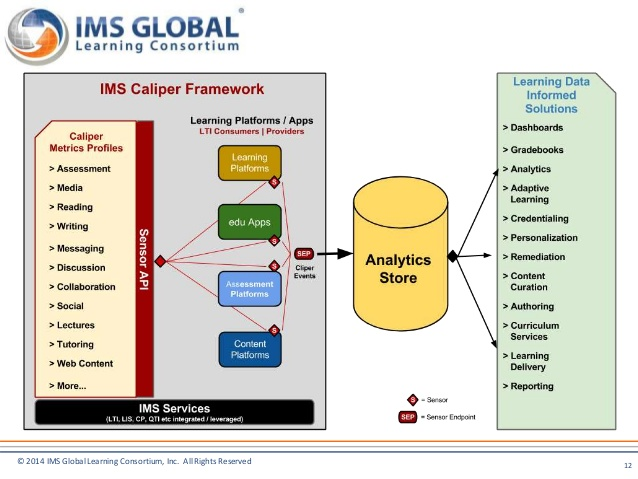 IMS GLOBAL®
Learning Consortium
IMS Caliper Framework
Caliper
Metrics Profiles
> Assessment
> Media
> Reading
> Writing
> Messaging
> Discussion
> Collaboration
> Social
> Lectures
> Tutoring
> Web Content
> More...
Sensor API
Learning Platforms / Apps
LTI Consumers | Providers
Learning
Platforms
S
edu Apps
S
Assessment
Platforms
S
Content
Platforms
S
SEP
Cliper
Events
IMS Services
(LTI, LIS, CP, QTI etc integrated / leveraged)
Analytics
Store
S = Sensor
SEP = Sensor Endpoint
Learning Data
Informed
Solutions
> Dashboards
> Gradebooks
> Analytics
> Adaptive
Learning
> Credentialing
> Personalization
> Remediation
> Content
Curation
> Authoring
> Curriculum
Services
> Learning
Delivery
> Reporting
© 2014 IMS Global Learning Consortium, Inc. All Rights Reserved
12